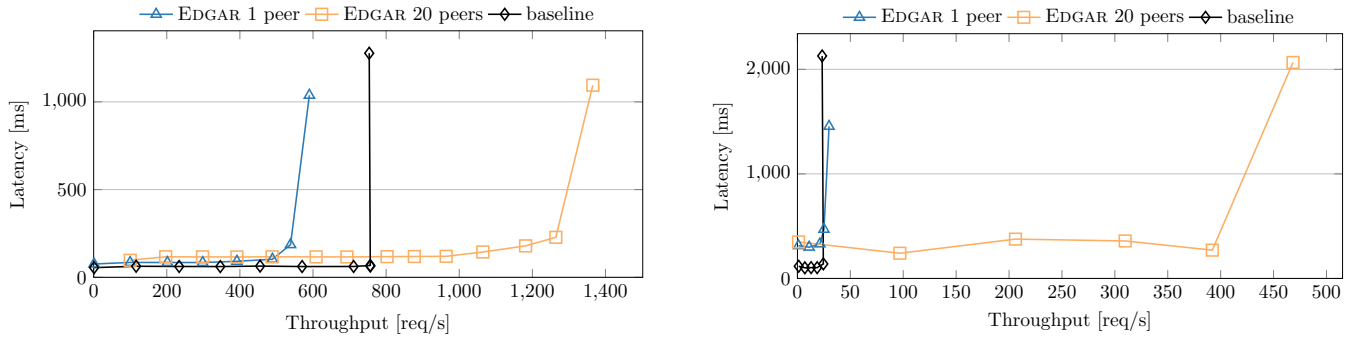 EDGAR 1 peer EDGAR 20 peers baseline
Latency [ms]
1,000
500
0
0 200 400 600 800 1,000 1,200 1,400
Throughput [req/s]
EDGAR 1 peer EDGAR 20 peers baseline
Latency [ms]
2,000
1,000
0
0 50 100 150 200 250 300 350 400 450 500
Throughput [req/s]